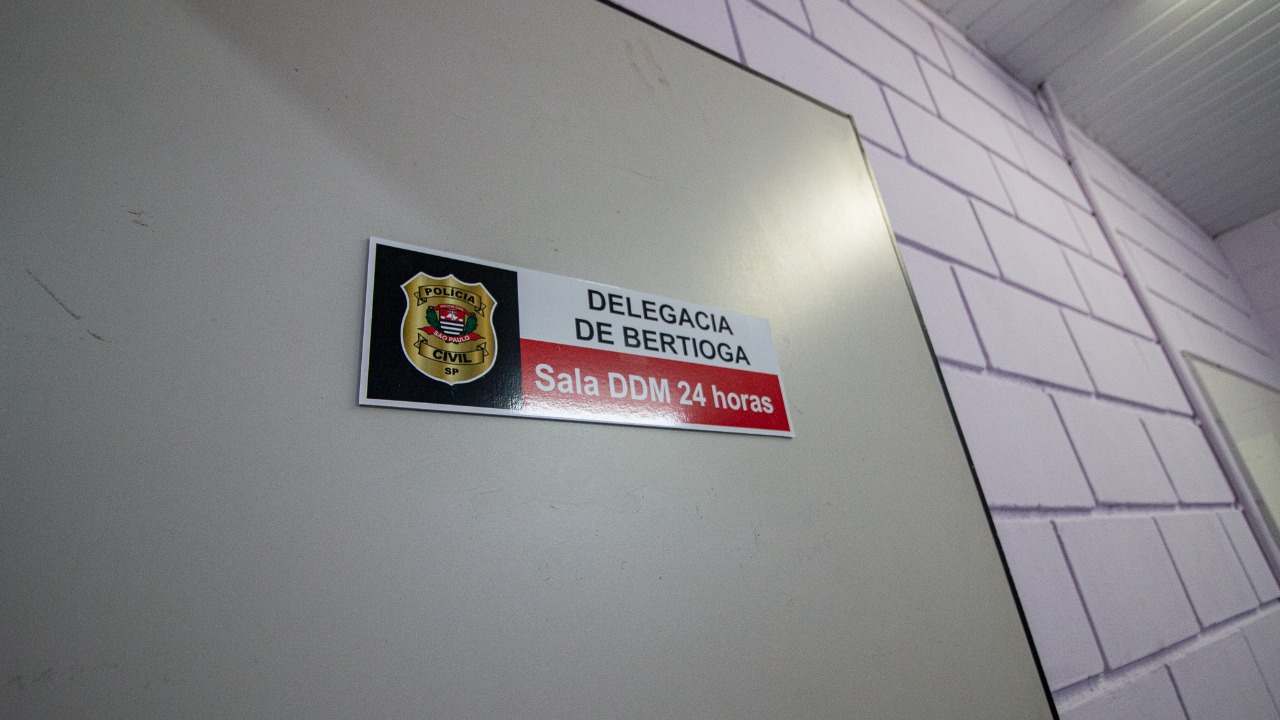 POLÍCIA
SÃO PAULO
CIVIL
SP
DELEGACIA
DE BERTIOGA
Sala DDM 24 horas